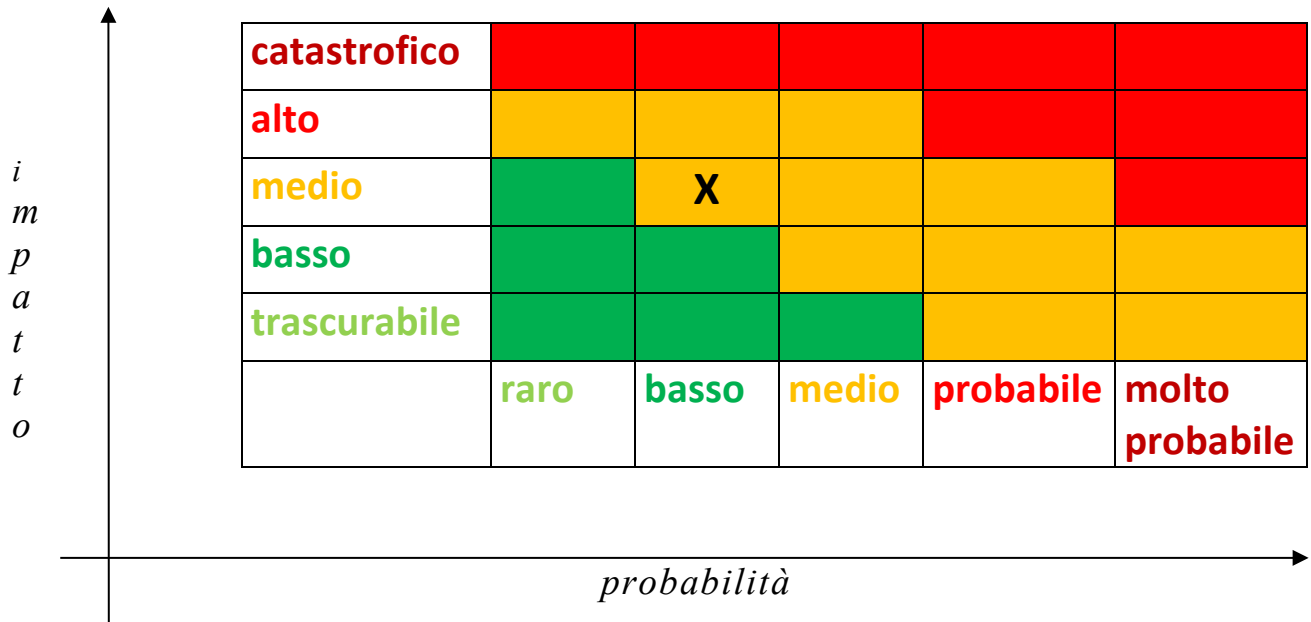 catastrofico
alto
medio
X
basso
trascurabile
raro
basso
medio
probabile
molto
probabile
i
m
p
a
t
t
o
probabilità